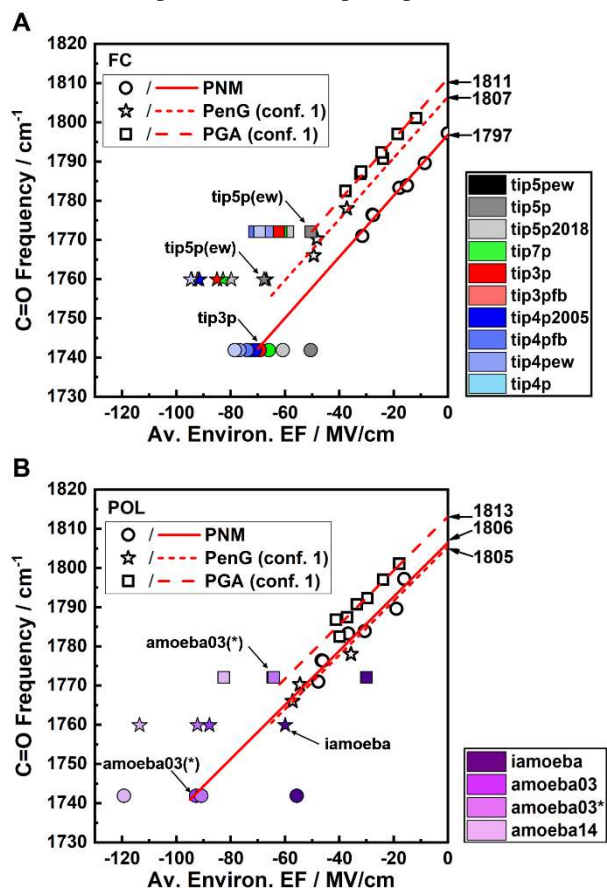 A
1820
1810
1800
1790
1780
1770
1760
1750
1740
1730
C=O Frequency / cm⁻¹
FC
○ / — PNM
☆ / --- PenG (conf. 1)
□ / – – PGA (conf. 1)
tip5p(ew)
tip5p(ew)
tip3p
1811
1807
1797
tip5pew
tip5p
tip5p2018
tip7p
tip3p
tip3pfb
tip4p2005
tip4pfb
tip4pew
tip4p
-120 -100 -80 -60 -40 -20 0
Av. Environ. EF / MV/cm
B
1820
1810
1800
1790
1780
1770
1760
1750
1740
1730
C=O Frequency / cm⁻¹
POL
○ / — PNM
☆ / --- PenG (conf. 1)
□ / – – PGA (conf. 1)
amoeba03(*)
iamoeba
amoeba03(*)
1813
1806
1805
iamoeba
amoeba03
amoeba03*
amoeba14
-120 -100 -80 -60 -40 -20 0
Av. Environ. EF / MV/cm